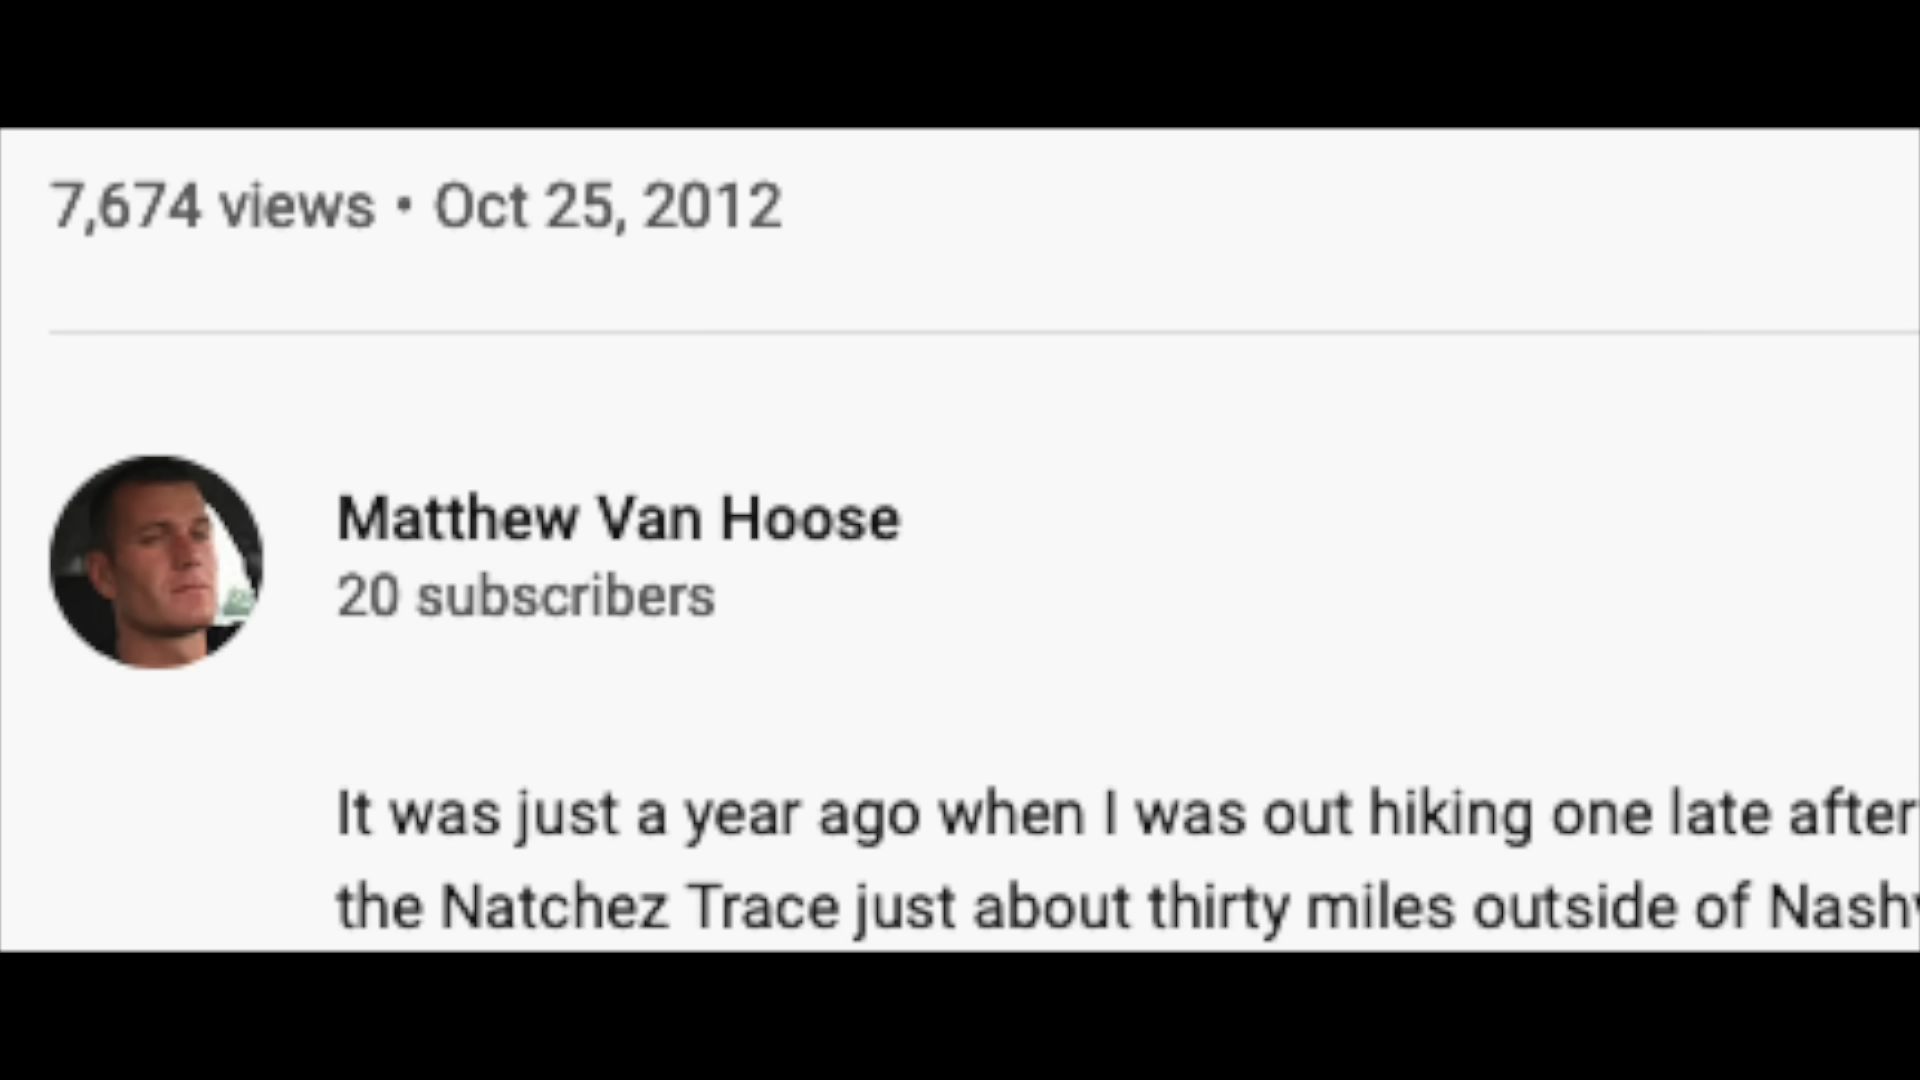 7,674 views • Oct 25, 2012
Matthew Van Hoose
20 subscribers
It was just a year ago when I was out hiking one late after
the Natchez Trace just about thirty miles outside of Nash